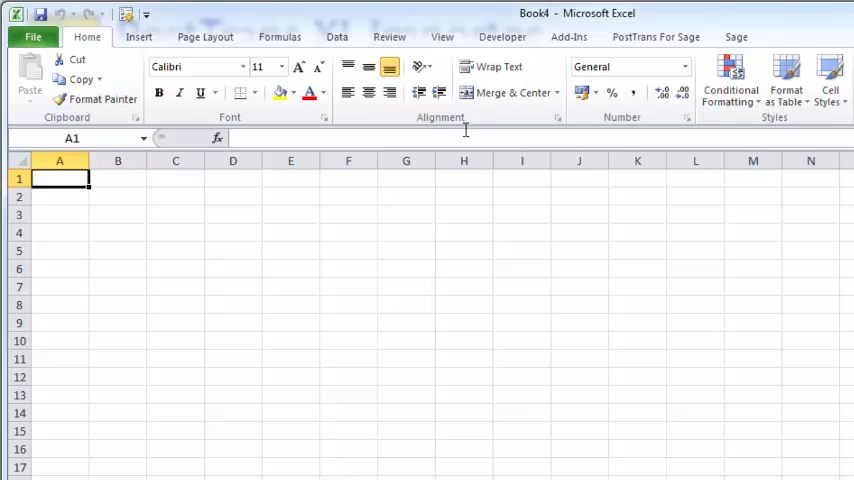 Book4 - Microsoft Excel
File Home Insert Page Layout Formulas Data Review View Developer Add-Ins PostTrans For Sage Sage
Paste Cut Copy Format Painter Clipboard
Calibri 11 A A B I U A Font
Wrap Text Merge & Center Alignment
General % , .00 .0 Number
Conditional Formatting Format as Table Cell Styles Styles
A1 fx
A B C D E F G H I J K L M N
1
2
3
4
5
6
7
8
9
10
11
12
13
14
15
16
17